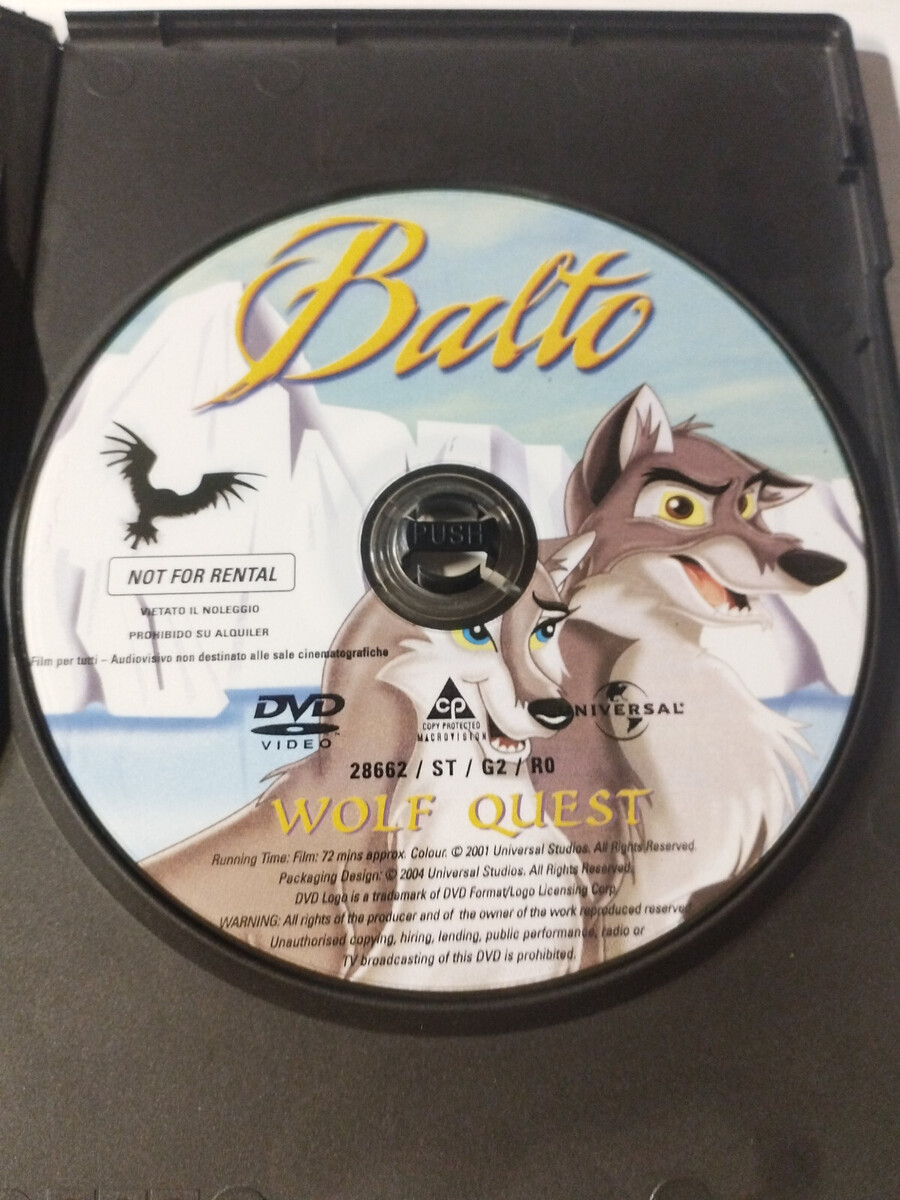 Balto
PUSH
NOT FOR RENTAL
VIETATO IL NOLEGGIO
PROHIBIDO SU ALQUILER
Film per tutti – Audiovisivo non destinato alle sale cinematografiche
DVD
VIDEO
CP
COPY PROTECTED
MACROVISION
UNIVERSAL
28662 / ST / G2 / R0
WOLF QUEST
Running Time: Film: 72 mins approx. Colour. © 2001 Universal Studios. All Rights Reserved.
Packaging Design: © 2004 Universal Studios. All Rights Reserved.
DVD Logo is a trademark of DVD Format/Logo Licensing Corp.
WARNING: All rights of the producer and of the owner of the work reproduced reserved.
Unauthorised copying, hiring, lending, public performance, radio or
TV broadcasting of this DVD is prohibited.